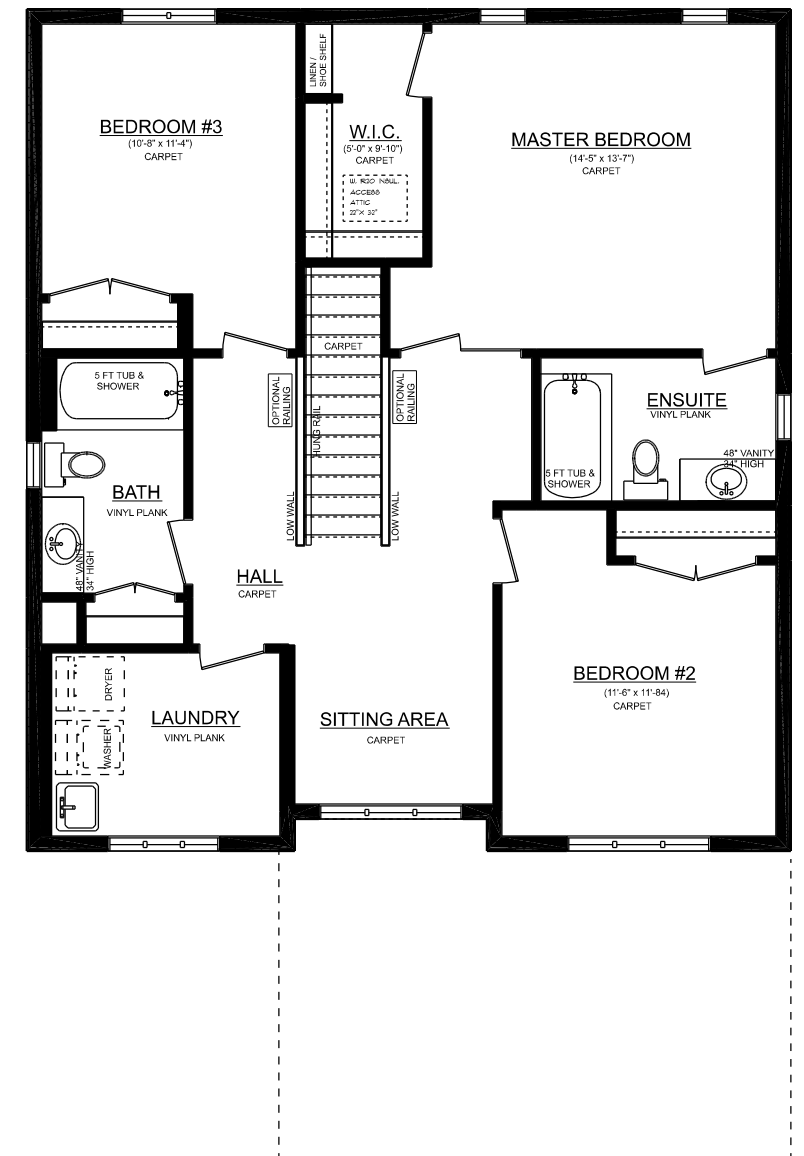 LINEN /
SHOE SHELF
BEDROOM #3
(10'-8" x 11'-4")
CARPET
W.I.C.
(5'-0" x 9'-10")
CARPET
W. R20 INSUL.
ACCESS
ATTIC
22"X 32"
MASTER BEDROOM
(14'-5" x 13'-7")
CARPET
CARPET
5 FT TUB &
SHOWER
OPTIONAL
RAILING
HUNG RAIL
OPTIONAL
RAILING
ENSUITE
VINYL PLANK
48" VANITY
34" HIGH
5 FT TUB &
SHOWER
BATH
VINYL PLANK
LOW WALL
LOW WALL
48" VANITY
34" HIGH
HALL
CARPET
BEDROOM #2
(11'-6" x 11'-84)
CARPET
DRYER
WASHER
LAUNDRY
VINYL PLANK
SITTING AREA
CARPET